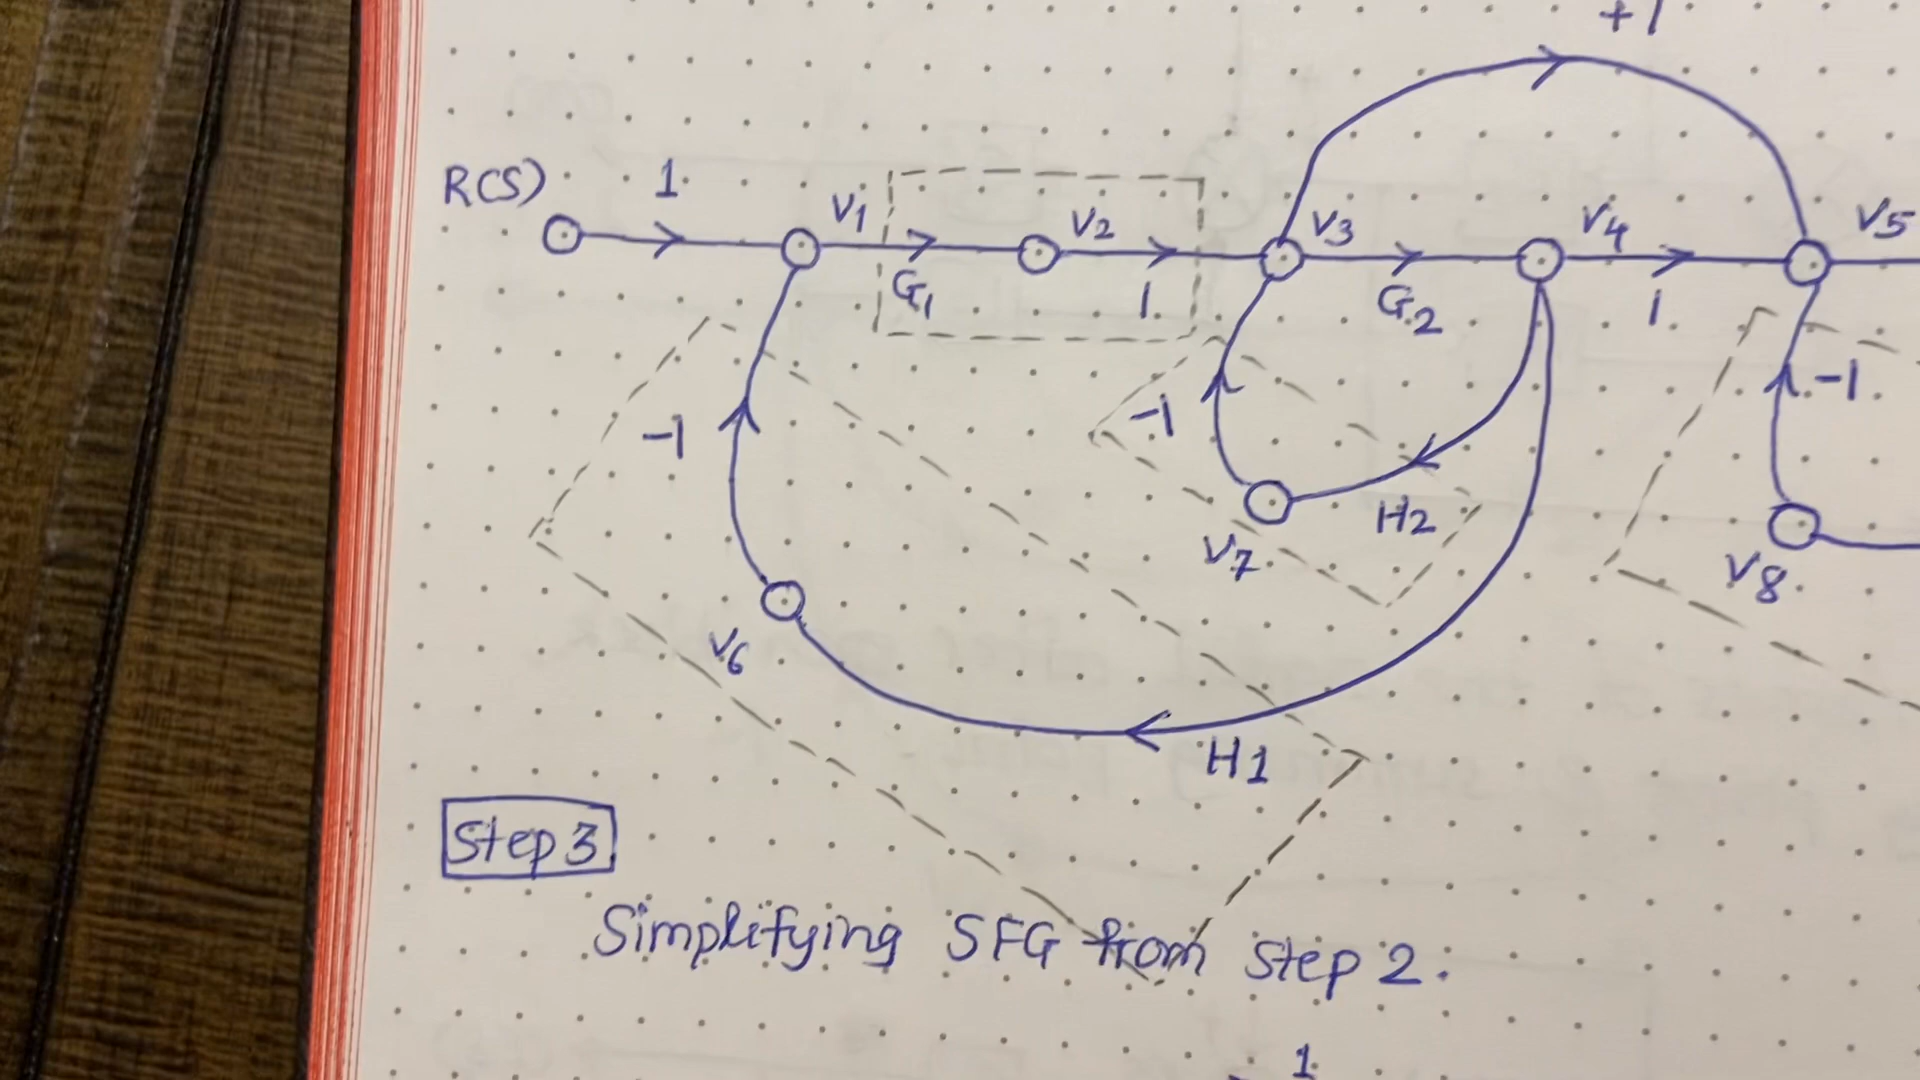 +1
R(S) 1 V1 V2 V3 V4 V5
G1 1 G2 1
-1 -1 -1
H2
V7 V8
V6
H1
Step 3
Simplifying SFG from step 2.
1